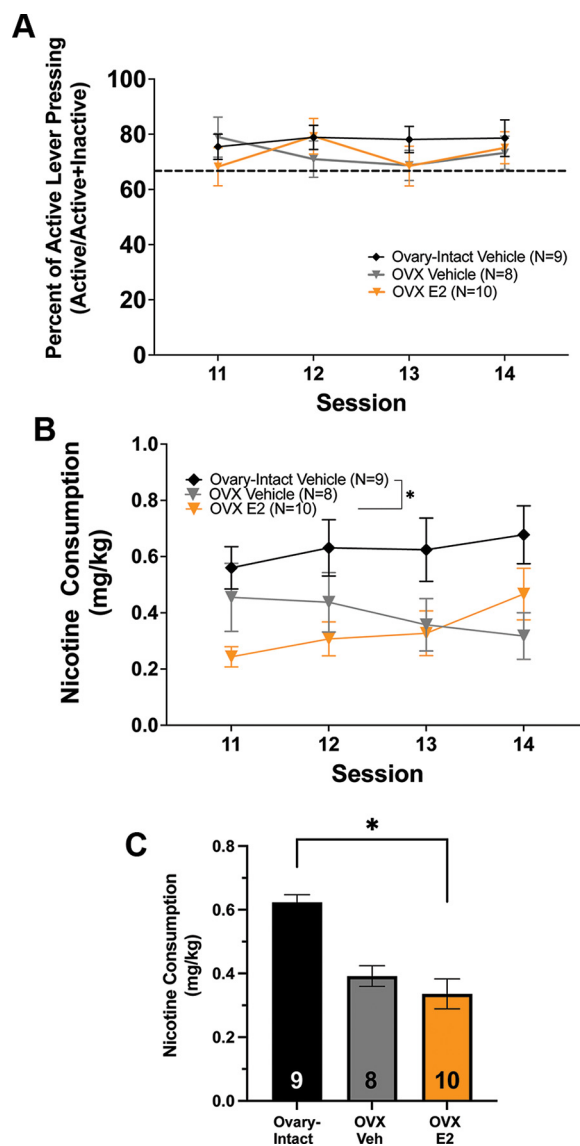 A
Percent of Active Lever Pressing
(Active/Active+Inactive)
100
80
60
40
20
0
Ovary-Intact Vehicle (N=9)
OVX Vehicle (N=8)
OVX E2 (N=10)
11 12 13 14
Session
B
Nicotine Consumption
(mg/kg)
1.0
0.8
0.6
0.4
0.2
0.0
Ovary-Intact Vehicle (N=9)
OVX Vehicle (N=8)
OVX E2 (N=10)
*
11 12 13 14
Session
C
Nicotine Consumption
(mg/kg)
0.8
0.6
0.4
0.2
0.0
*
9 8 10
Ovary- OVX OVX
Intact Veh E2